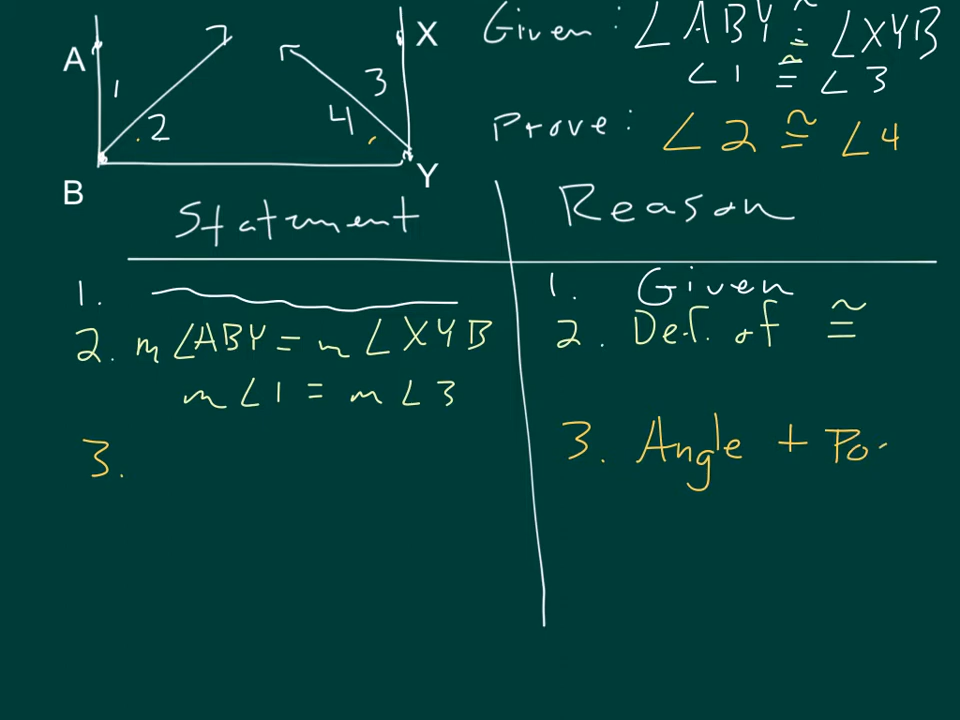 A
1
2
B
3
4
X
Y
Given: ∠ABY ≅ ∠XYB
∠1 ≅ ∠3
Prove: ∠2 ≅ ∠4
Statement Reason
1. 1. Given
2. m∠ABY = m∠XYB 2. Def. of ≅
m∠1 = m∠3
3. 3. Angle + Po